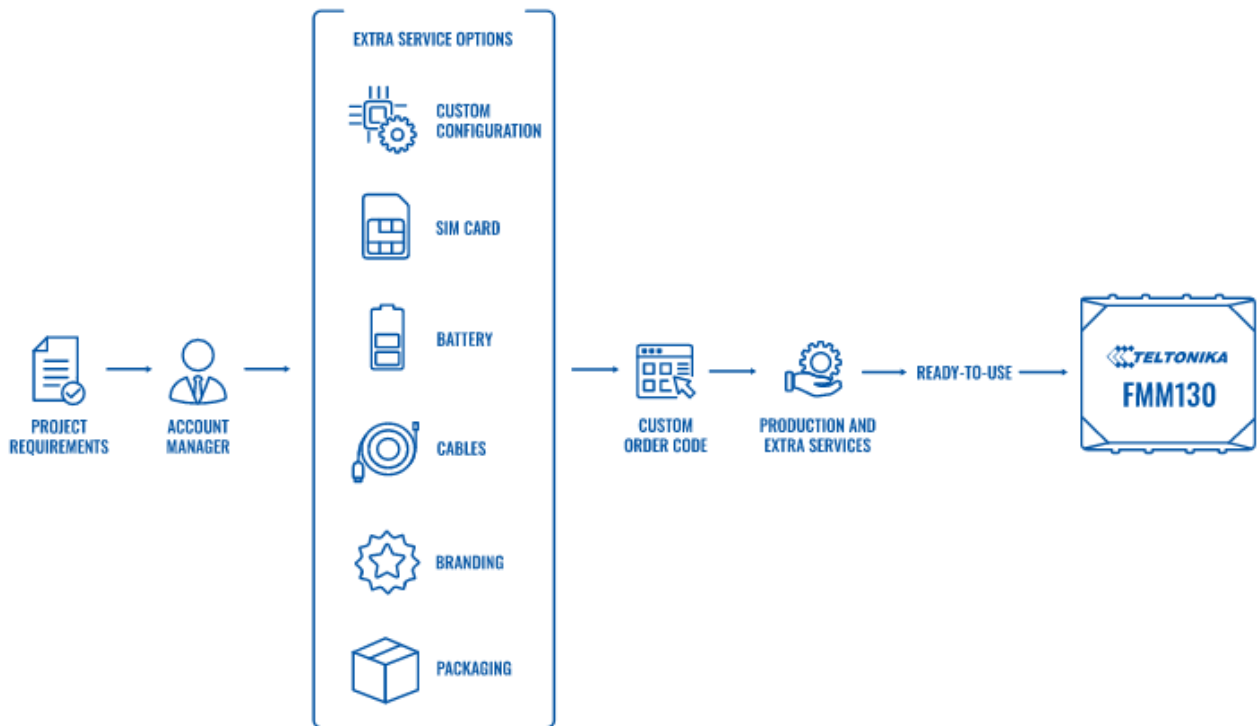 PROJECT
REQUIREMENTS
ACCOUNT
MANAGER
EXTRA SERVICE OPTIONS
CUSTOM
CONFIGURATION
SIM CARD
BATTERY
CABLES
BRANDING
PACKAGING
CUSTOM
ORDER CODE
PRODUCTION AND
EXTRA SERVICES
READY-TO-USE
TELTONIKA
FMM130